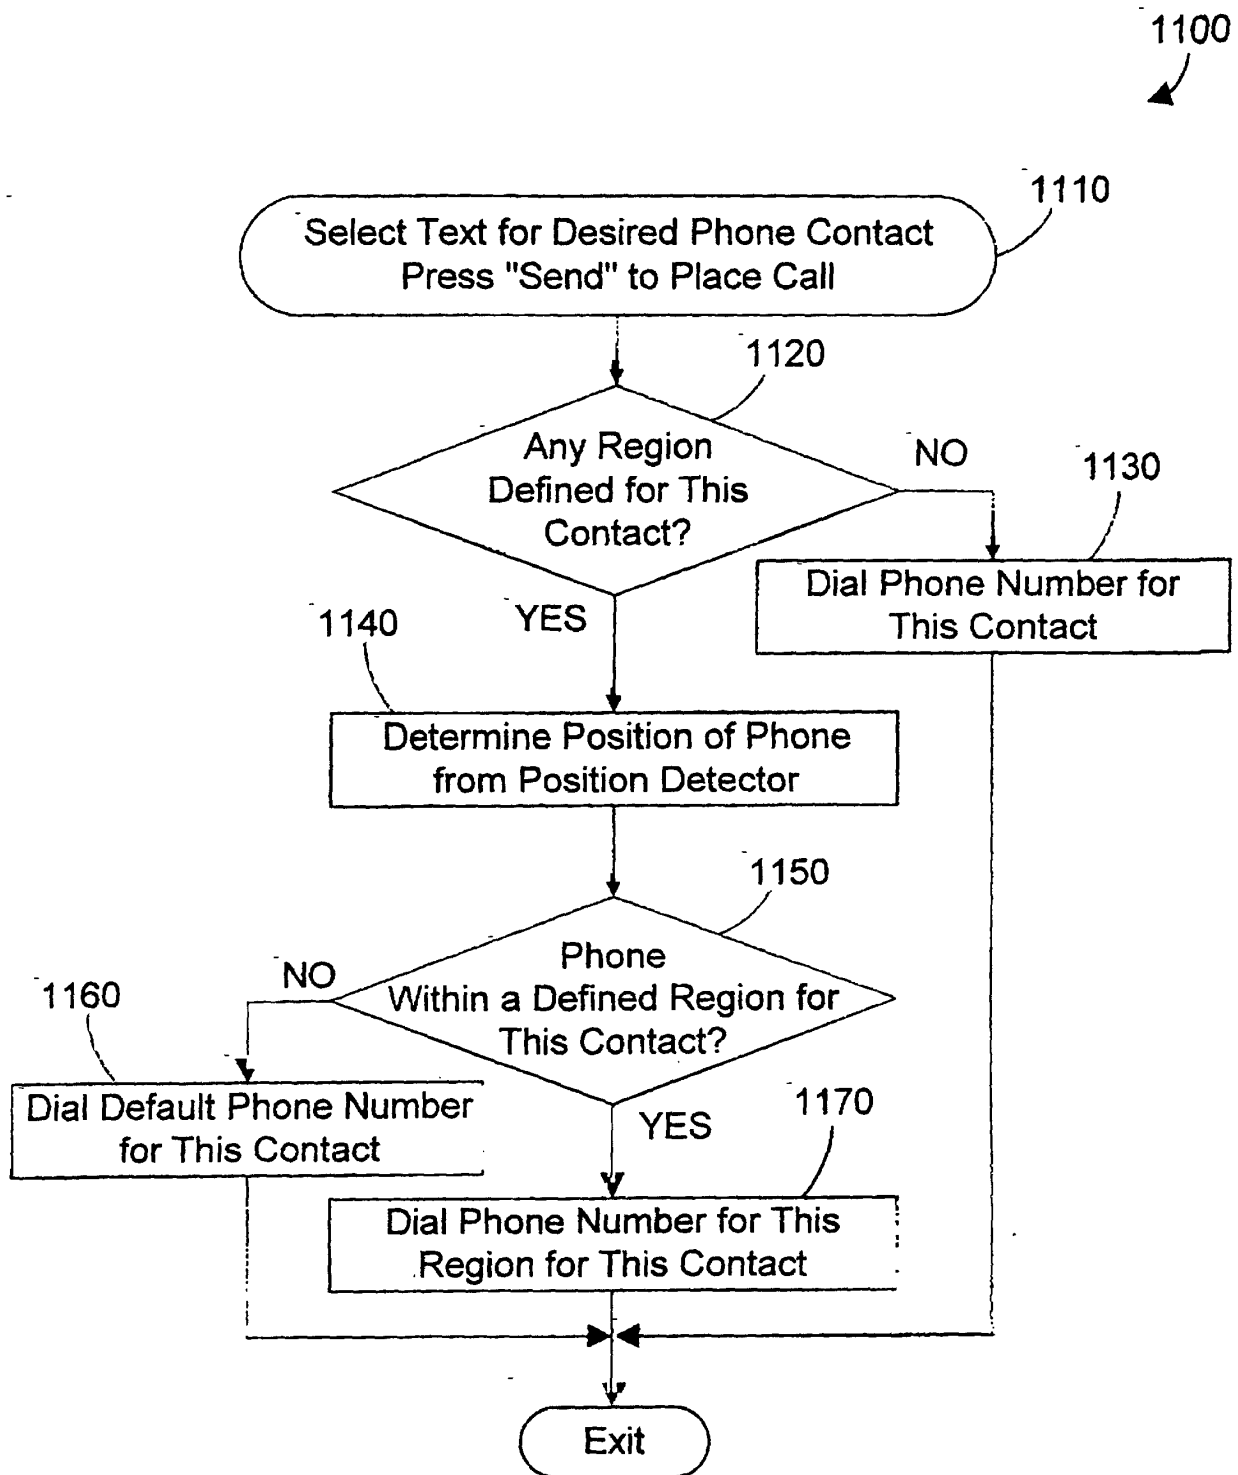 1100
1110
Select Text for Desired Phone Contact
Press "Send" to Place Call
1120
Any Region
Defined for This
Contact?
NO
1130
Dial Phone Number for
This Contact
YES
1140
Determine Position of Phone
from Position Detector
1150
Phone
Within a Defined Region for
This Contact?
NO
1160
Dial Default Phone Number
for This Contact
YES
1170
Dial Phone Number for This
Region for This Contact
Exit